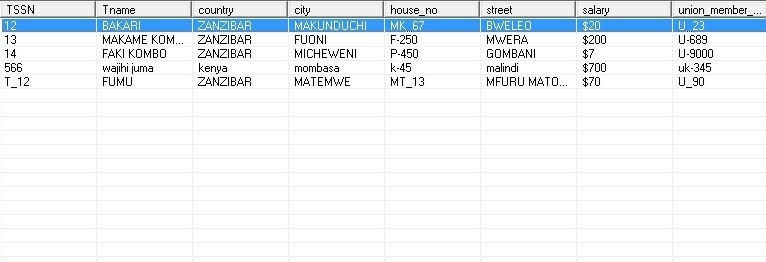 TSSN Tname country city house_no street salary union_member_...
12 BAKARI ZANZIBAR MAKUNDUCHI MK_67 BWELEO $20 U_23
13 MAKAME KOM... ZANZIBAR FUONI F-250 MWERA $200 U-689
14 FAKI KOMBO ZANZIBAR MICHEWENI P-450 GOMBANI $7 U-9000
566 wajihi juma kenya mombasa k-45 malindi $700 uk-345
T_12 FUMU ZANZIBAR MATEMWE MT_13 MFURU MATO... $70 U_90